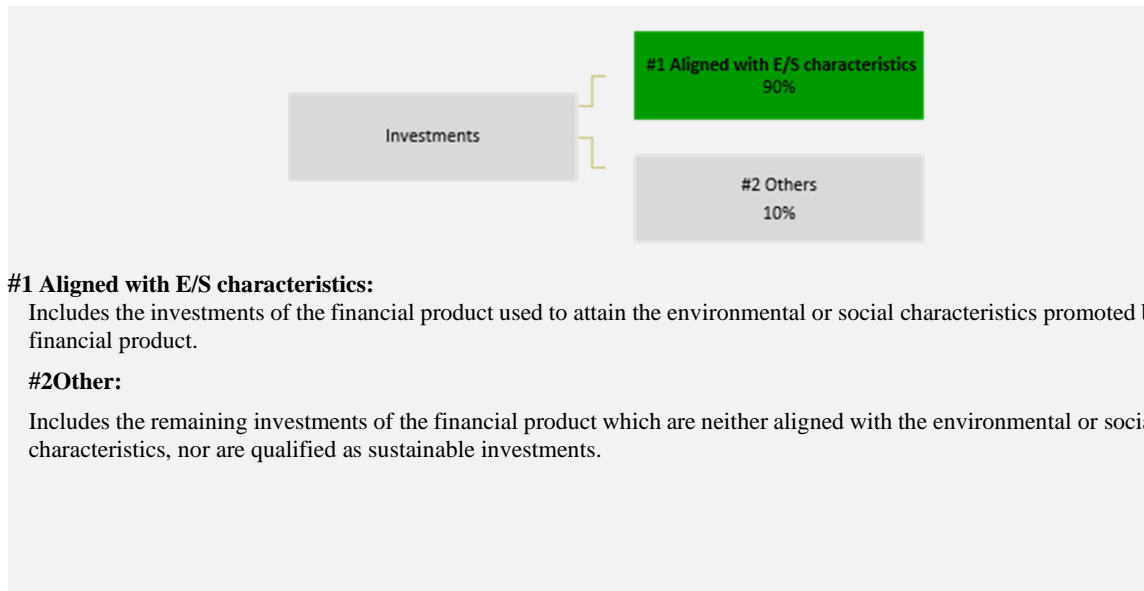 #1 Aligned with E/S characteristics
90%
Investments
#2 Others
10%
#1 Aligned with E/S characteristics:
Includes the investments of the financial product used to attain the environmental or social characteristics promoted
financial product.
#2Other:
Includes the remaining investments of the financial product which are neither aligned with the environmental or
characteristics, nor are qualified as sustainable investments.